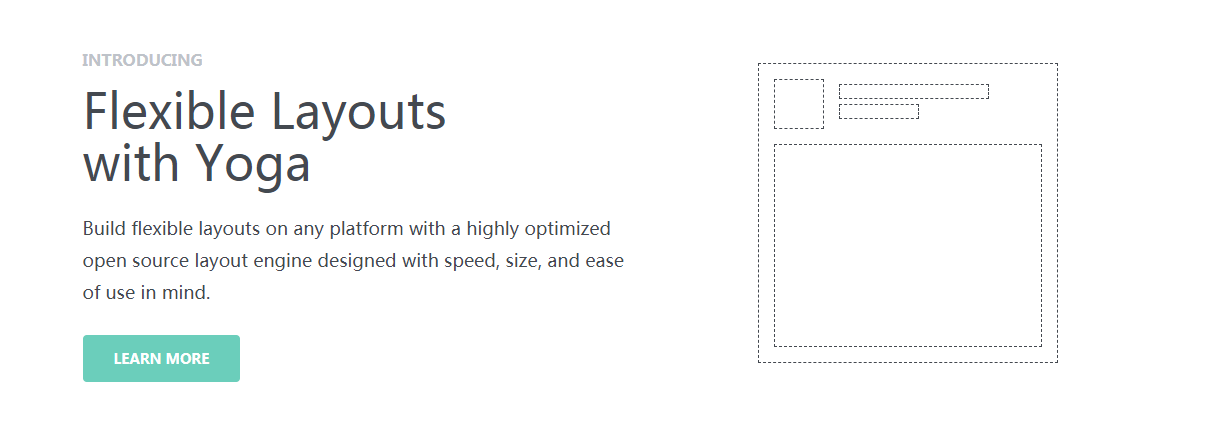 INTRODUCING
Flexible Layouts
with Yoga
Build flexible layouts on any platform with a highly optimized
open source layout engine designed with speed, size, and ease
of use in mind.
LEARN MORE